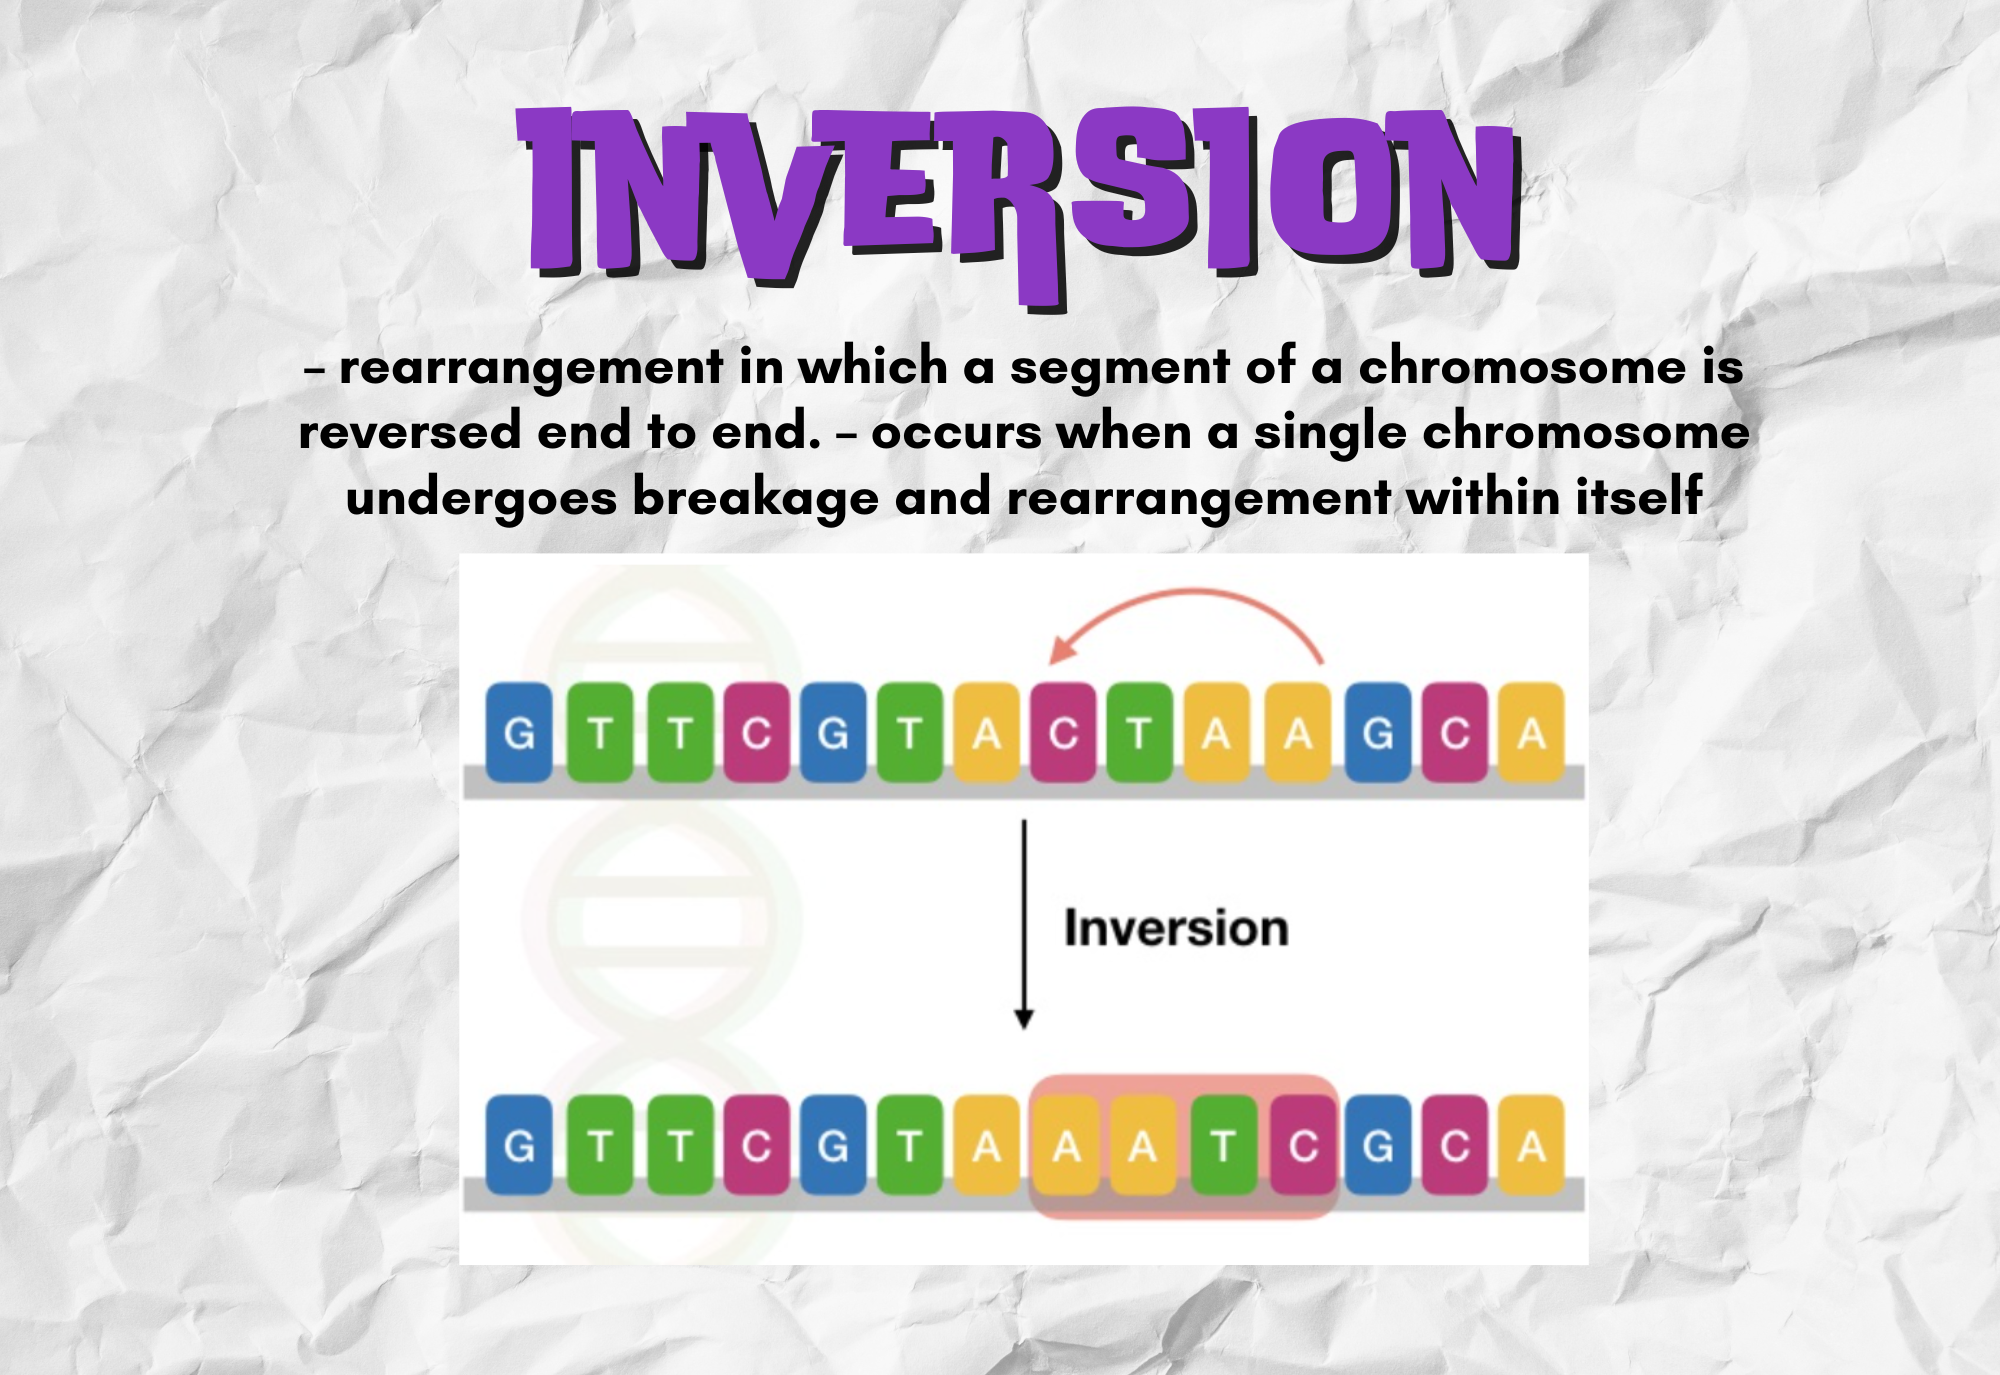 INVERSION
– rearrangement in which a segment of a chromosome is
reversed end to end. – occurs when a single chromosome
undergoes breakage and rearrangement within itself
G T T C G T A C T A A G C A
Inversion
G T T C G T A A A T C G C A